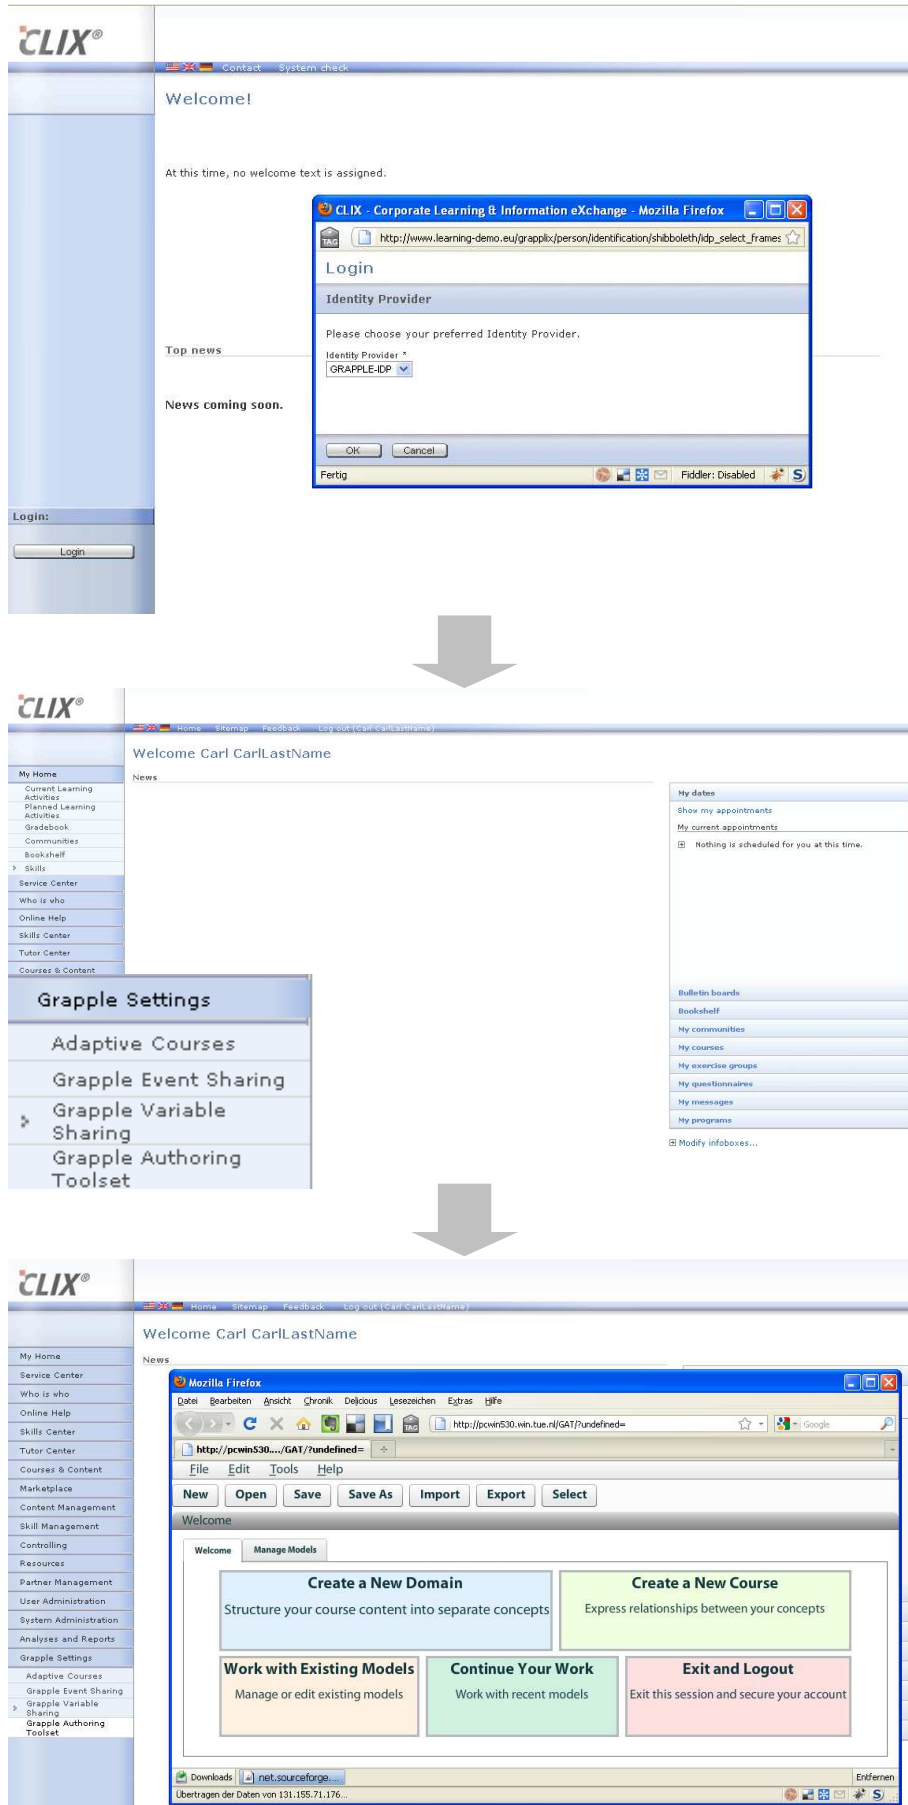 CLIX®
Contact System check
Welcome!
At this time, no welcome text is assigned.
CLIX - Corporate Learning & Information eXchange - Mozilla Firefox
TAG http://www.learning-demo.eu/grapplix/person/identification/shibboleth/idp_select_frames
Login
Identity Provider
Please choose your preferred Identity Provider.
Identity Provider *
GRAPPLE-IDP
Top news
News coming soon.
OK Cancel
Fertig Fiddler: Disabled S
Login:
Login
CLIX®
Home Sitemap Feedback Log out (Carl CarlLastName)
Welcome Carl CarlLastName
News
My Home
Current Learning
Activities
Planned Learning
Activities
Gradebook
Communities
Bookshelf
Skills
Service Center
Who is who
Online Help
Skills Center
Tutor Center
Courses & Content
Grapple Settings
Adaptive Courses
Grapple Event Sharing
Grapple Variable
Sharing
Grapple Authoring
Toolset
My dates
Show my appointments
My current appointments
Nothing is scheduled for you at this time.
Bulletin boards
Bookshelf
My communities
My courses
My exercise groups
My questionnaires
My messages
My programs
Modify infoboxes...
CLIX®
Home Sitemap Feedback Log out (Carl CarlLastName)
Welcome Carl CarlLastName
News
My Home
Service Center
Who is who
Online Help
Skills Center
Tutor Center
Courses & Content
Marketplace
Content Management
Skill Management
Controlling
Resources
Partner Management
User Administration
System Administration
Analyses and Reports
Grapple Settings
Adaptive Courses
Grapple Event Sharing
Grapple Variable
Sharing
Grapple Authoring
Toolset
Mozilla Firefox
Datei Bearbeiten Ansicht Chronik Delicious Lesezeichen Extras Hilfe
TAG http://pcwin530.win.tue.nl/GAT/?undefined= Google
http://pcwin530..../GAT/?undefined=
File Edit Tools Help
New Open Save Save As Import Export Select
Welcome
Welcome Manage Models
Create a New Domain
Structure your course content into separate concepts
Create a New Course
Express relationships between your concepts
Work with Existing Models
Manage or edit existing models
Continue Your Work
Work with recent models
Exit and Logout
Exit this session and secure your account
Downloads net.sourceforge.... Entfernen
Übertragen der Daten von 131.155.71.176... S